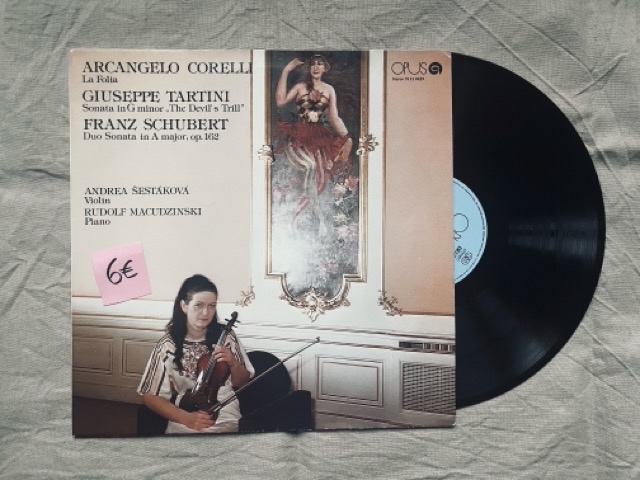 ARCANGELO CORELLI
La Folia
GIUSEPPE TARTINI
Sonata in G minor „The Devil's Trill"
FRANZ SCHUBERT
Duo Sonata in A major, op. 162
ANDREA ŠESTÁKOVÁ
Violin
RUDOLF MACUDZINSKI
Piano
6€
OPUS
Stereo